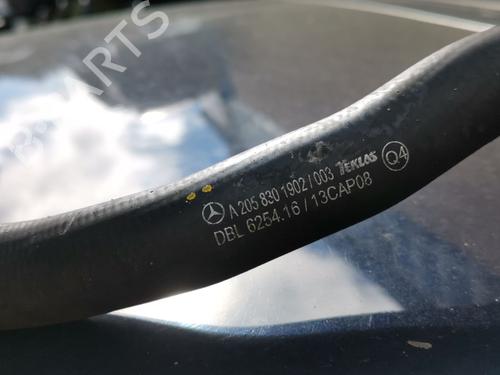 A 205 830 1902 / 003 TEKLAS Q4
DBL 6254.16 / 13CAP08